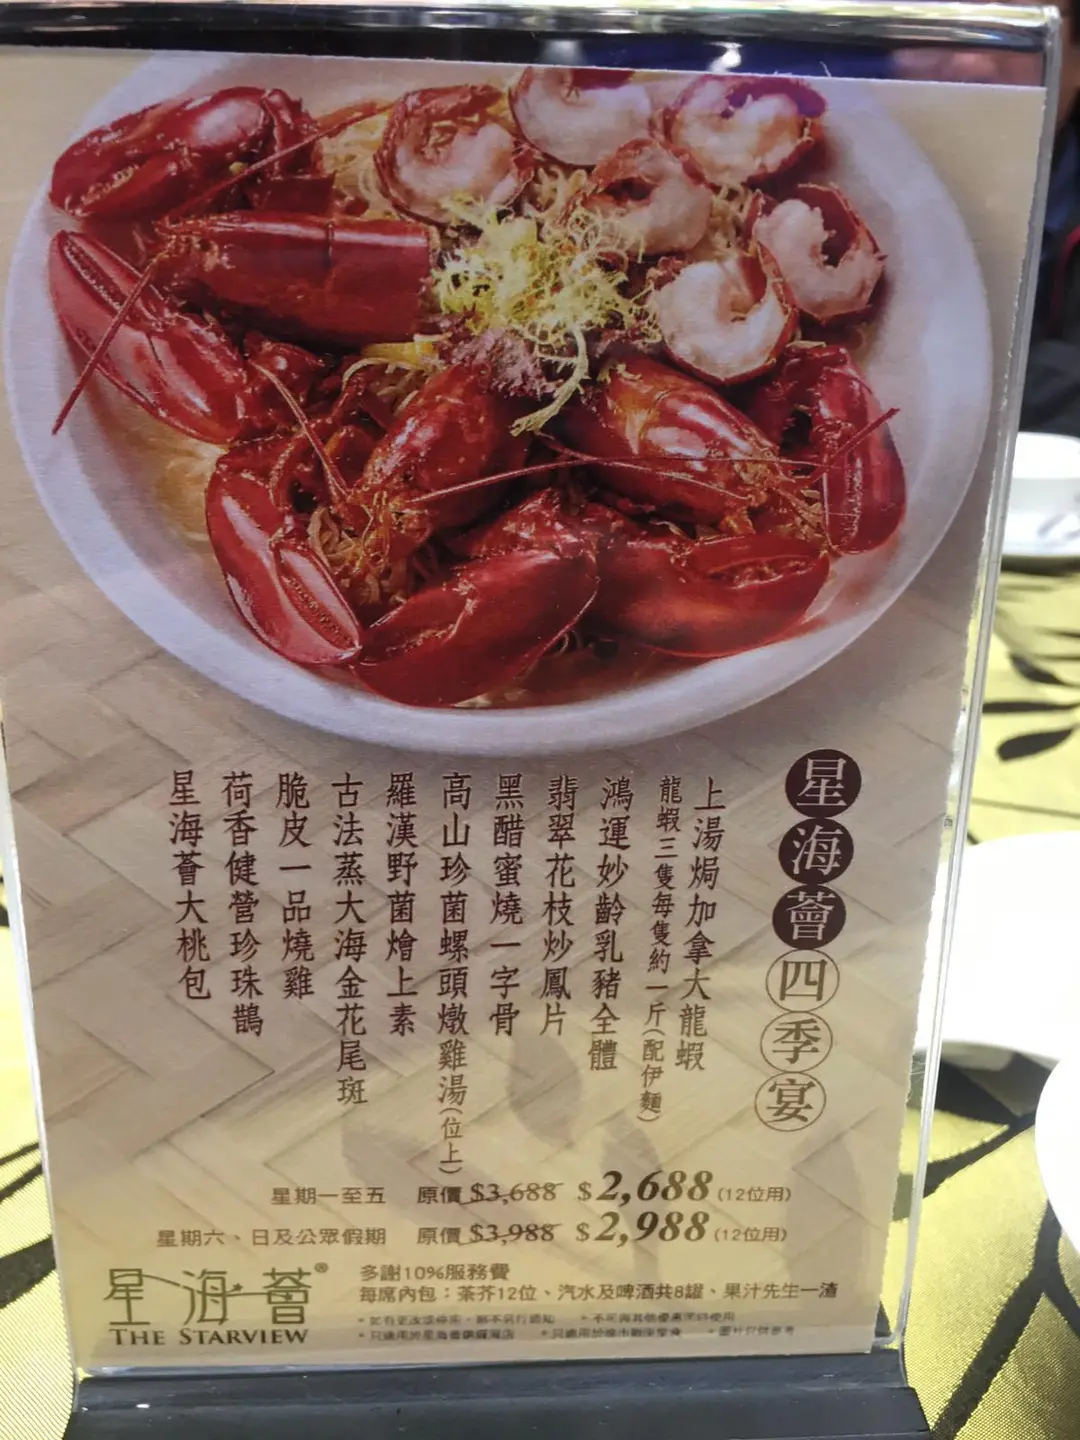 星海薈四季宴
上湯焗加拿大龍蝦
龍蝦三隻每隻約一斤(配伊麵)
鴻運妙齡乳豬全體
翡翠花枝炒鳳片
黑醋蜜燒一字骨
高山珍菌螺頭燉雞湯(位上)
羅漢野菌燴上素
古法蒸大海金花尾斑
脆皮一品燒雞
荷香健營珍珠鵲
星海薈大桃包
星期一至五 原價 $3,688 $2,688 (12位用)
星期六、日及公眾假期 原價 $3,988 $2,988 (12位用)
星海薈®
THE STARVIEW
多謝10%服務費
每席內包：茶芥12位、汽水及啤酒共8罐、果汁先生一渣